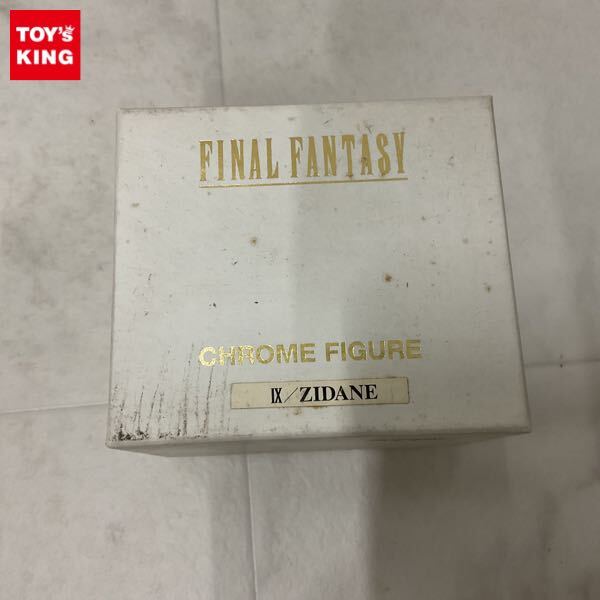 TOY's
KING
FINAL FANTASY
CHROME FIGURE
IX/ZIDANE